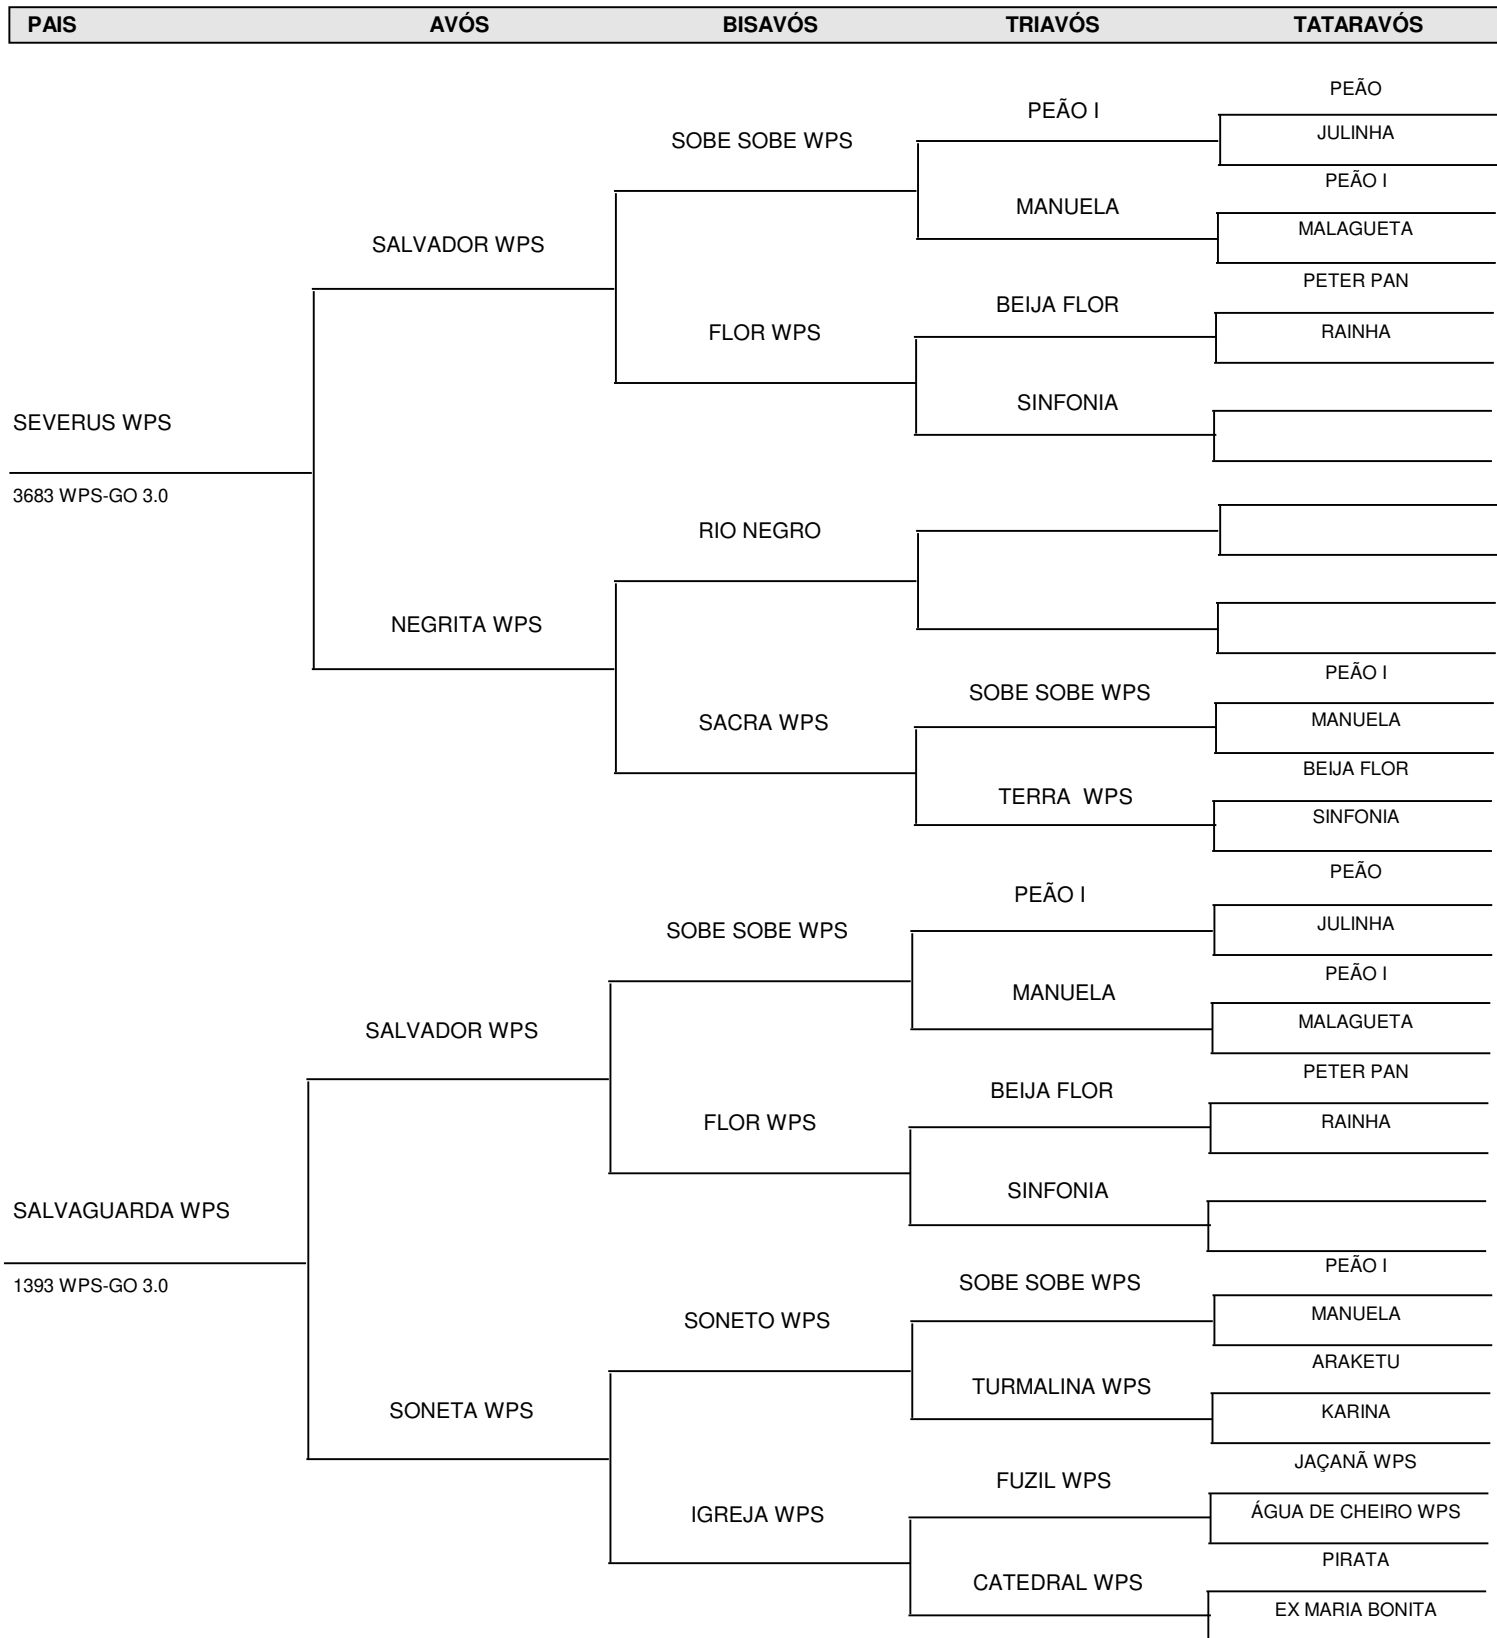 PAIS AVÓS BISAVÓS TRIAVÓS TATARAVÓS
PEÃO
PEÃO I
JULINHA
SOBE SOBE WPS
PEÃO I
MANUELA
MALAGUETA
SALVADOR WPS
PETER PAN
BEIJA FLOR
FLOR WPS
RAINHA
SINFONIA
SEVERUS WPS
3683 WPS-GO 3.0
RIO NEGRO
NEGRITA WPS
PEÃO I
SOBE SOBE WPS
SACRA WPS
MANUELA
BEIJA FLOR
TERRA WPS
SINFONIA
PEÃO
PEÃO I
JULINHA
SOBE SOBE WPS
PEÃO I
MANUELA
MALAGUETA
SALVADOR WPS
PETER PAN
BEIJA FLOR
FLOR WPS
RAINHA
SINFONIA
SALVAGUARDA WPS
PEÃO I
1393 WPS-GO 3.0
SOBE SOBE WPS
MANUELA
SONETO WPS
ARAKETU
TURMALINA WPS
SONETA WPS
KARINA
JAÇANÃ WPS
FUZIL WPS
IGREJA WPS
ÁGUA DE CHEIRO WPS
PIRATA
CATEDRAL WPS
EX MARIA BONITA